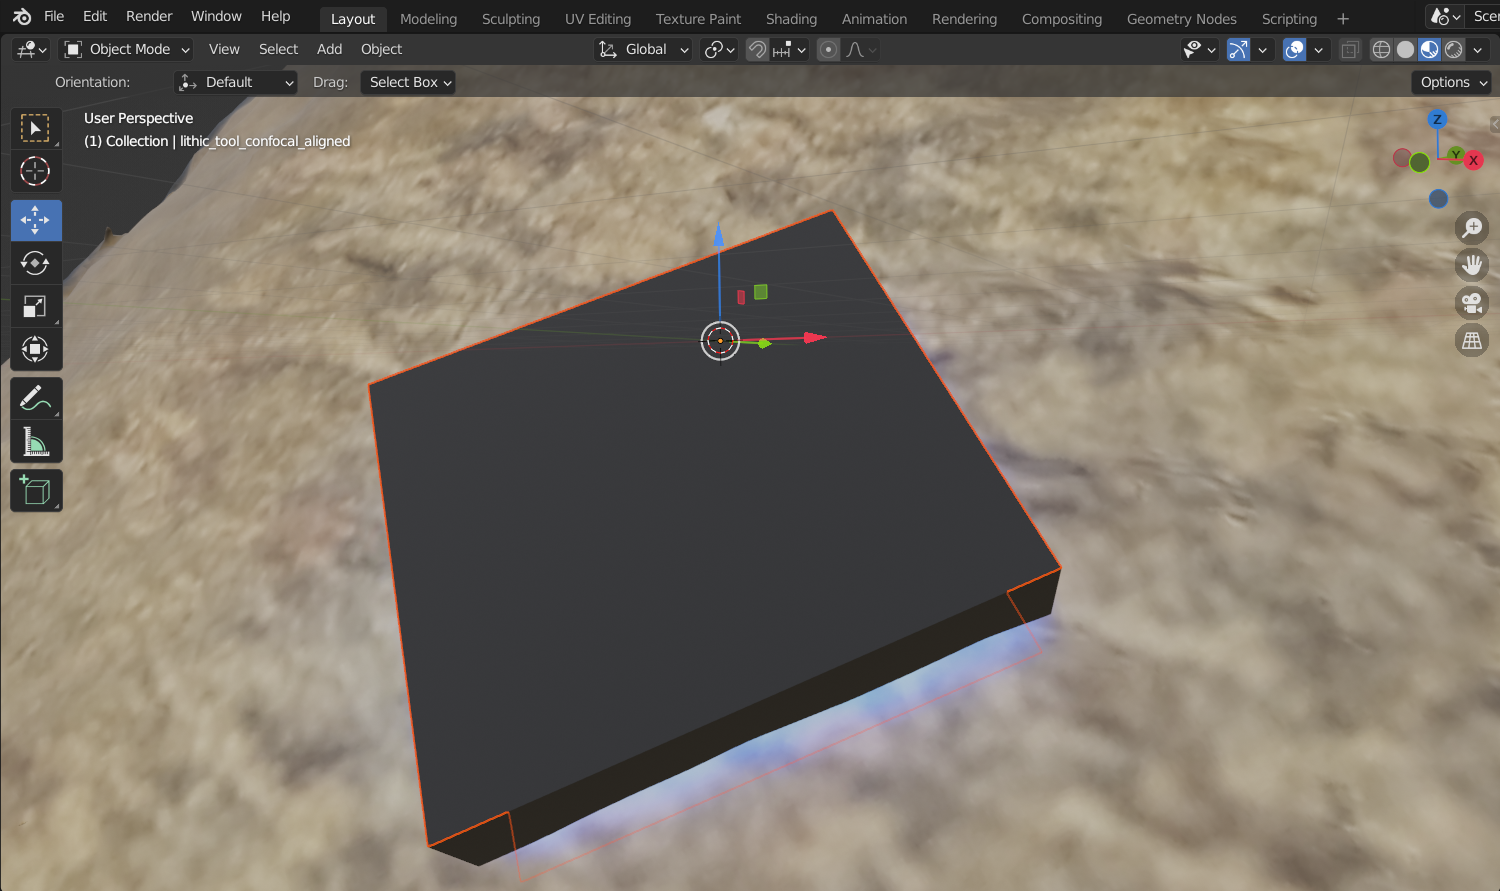 File Edit Render Window Help Layout Modeling Sculpting UV Editing Texture Paint Shading Animation Rendering Compositing Geometry Nodes Scripting + Scen
Object Mode View Select Add Object Global
Orientation: Default Drag: Select Box Options
User Perspective
(1) Collection | lithic_tool_confocal_aligned
Z
Y
X